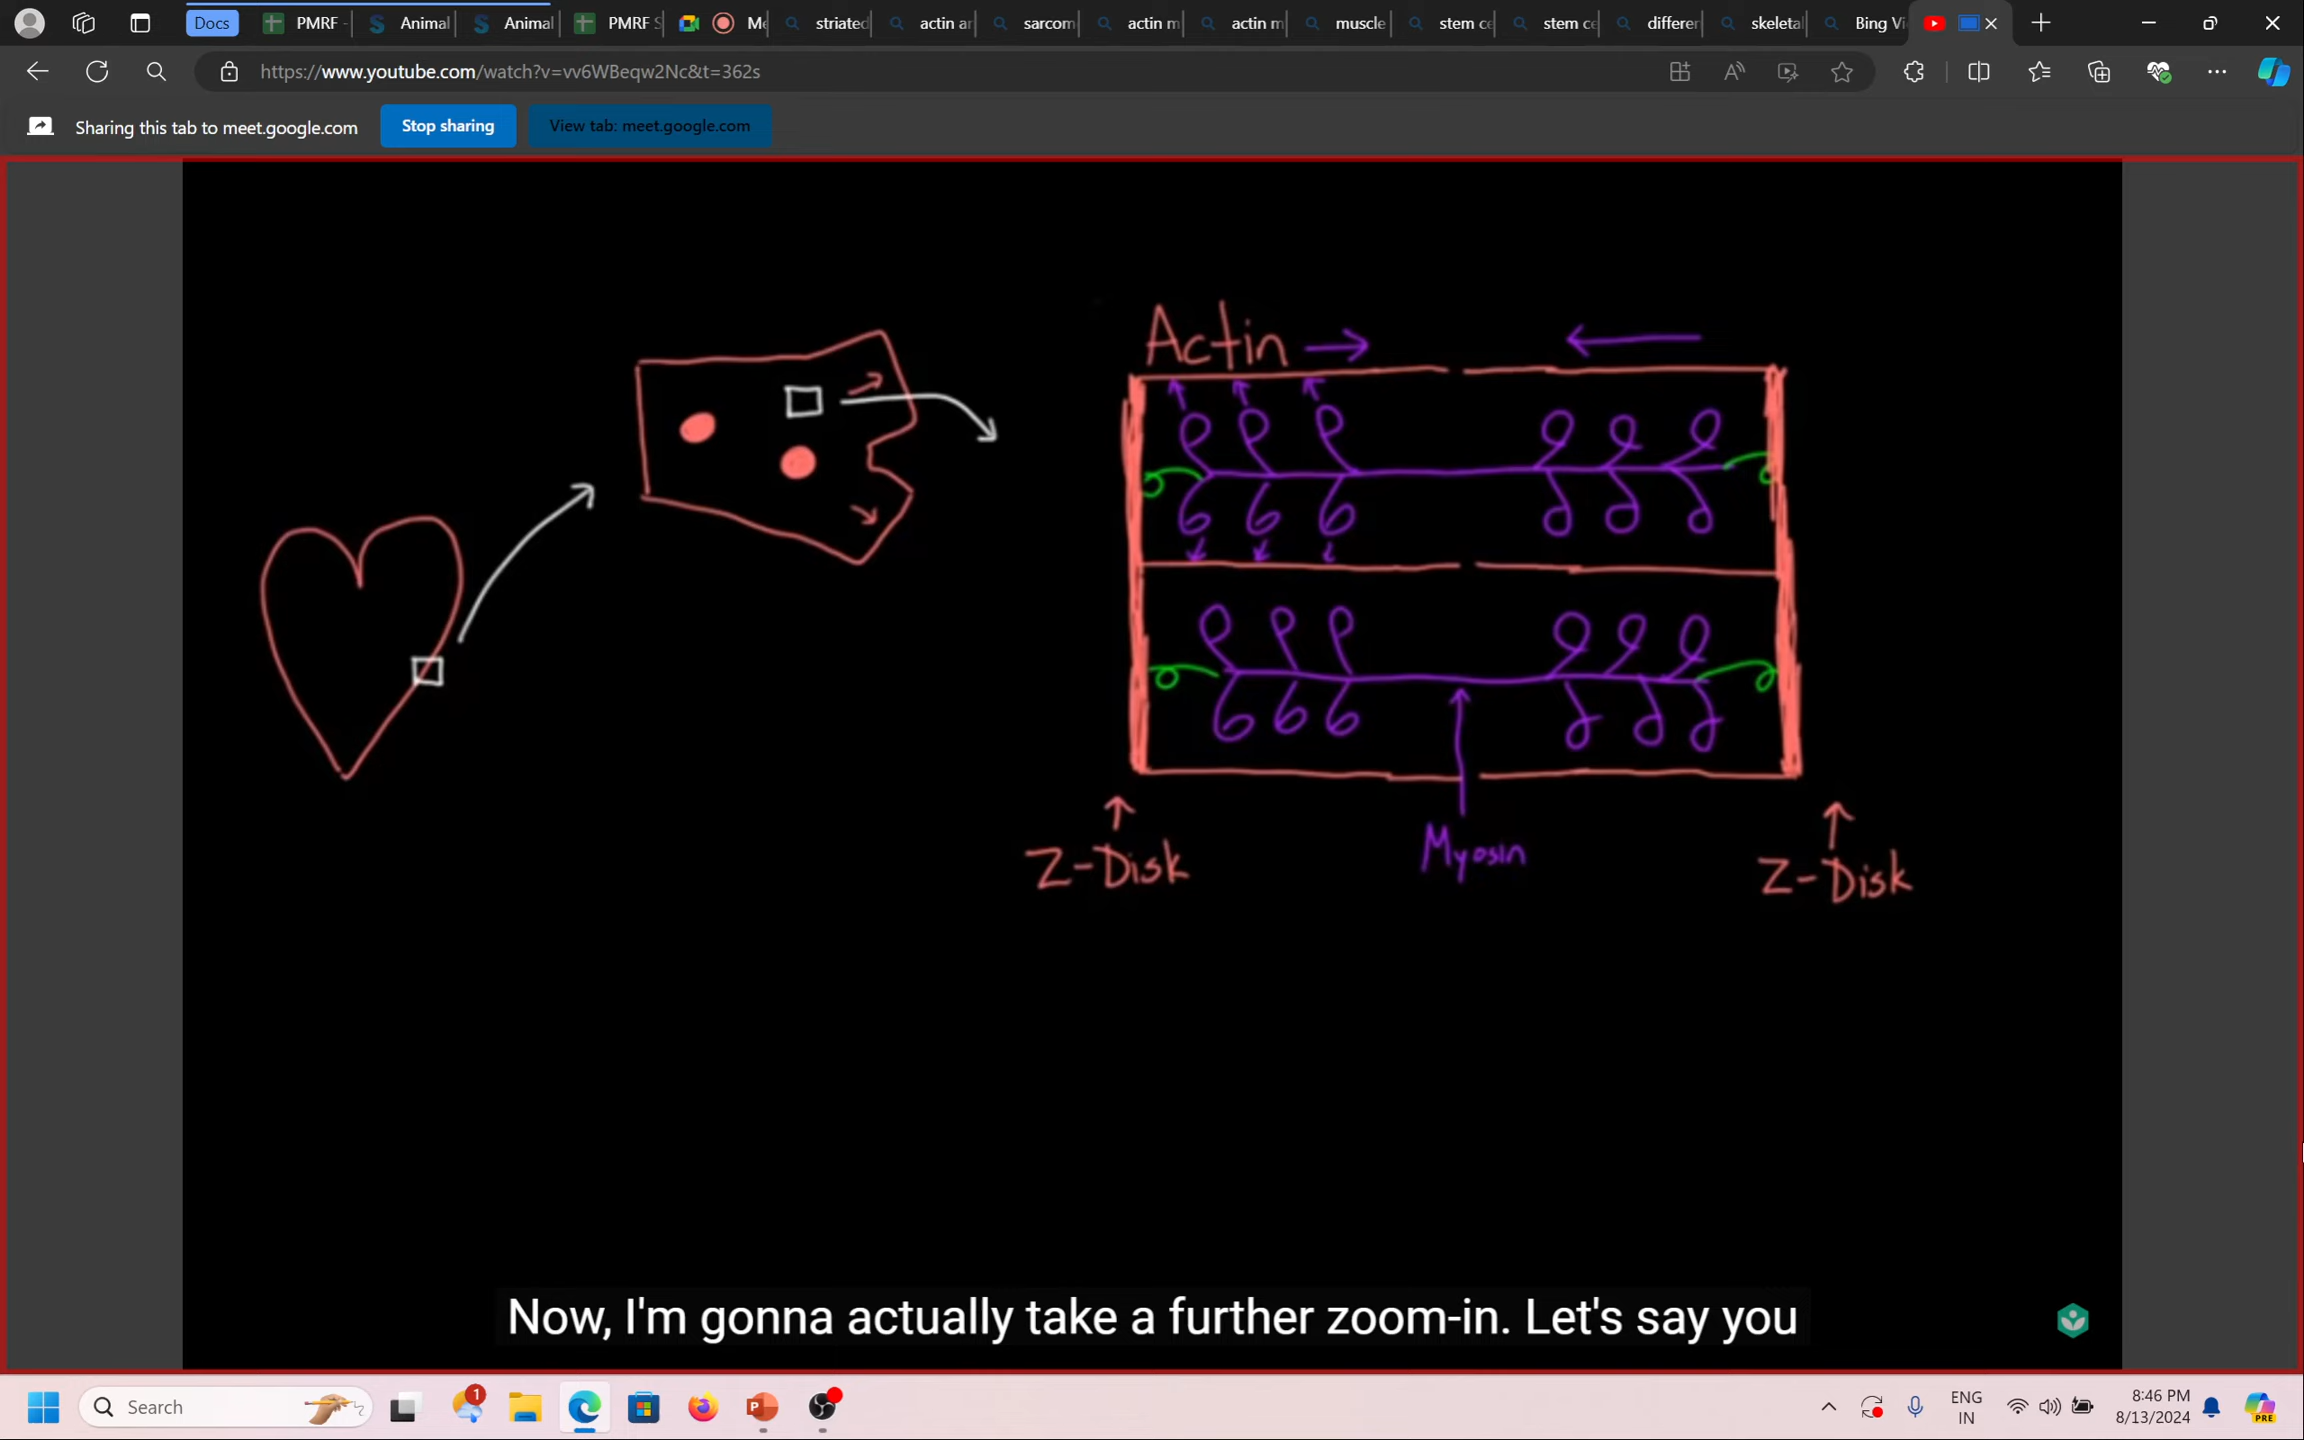 Docs
PMRF -
Animal
Animal
PMRF S
Me
striated
actin ar
sarcom
actin m
actin m
muscle
stem ce
stem ce
differer
skeletal
Bing Vi
https://www.youtube.com/watch?v=vv6WBeqw2Nc&t=362s
Sharing this tab to meet.google.com
Stop sharing
View tab: meet.google.com
Actin
Z-Disk
Myosin
Z-Disk
Now, I'm gonna actually take a further zoom-in. Let's say you
Search
1
ENG
IN
8:46 PM
8/13/2024
PRE